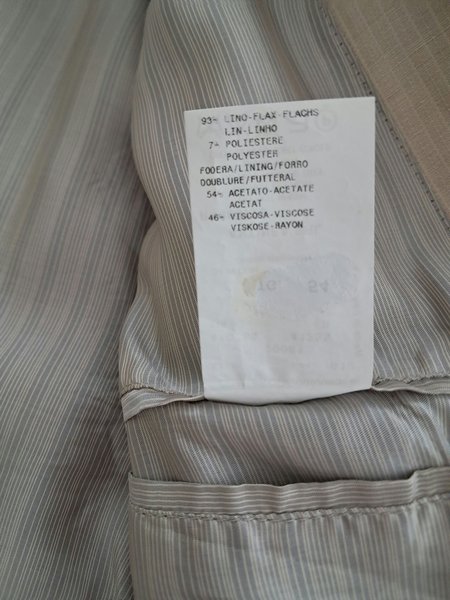 93% LINO-FLAX-FLACHS
LIN-LINHO
7% POLIESTERE
POLYESTER
FODERA/LINING/FORRO
DOUBLURE/FUTTERAL
54% ACETATO-ACETATE
ACETAT
46% VISCOSA-VISCOSE
VISKOSE-RAYON